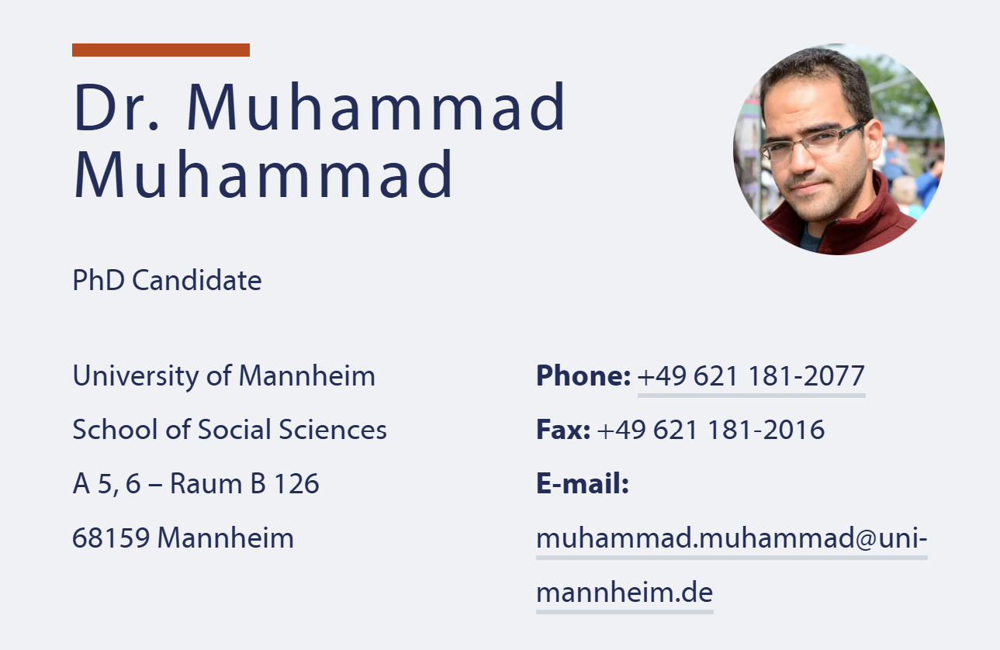 Dr. Muhammad
Muhammad
PhD Candidate
University of Mannheim
School of Social Sciences
A 5, 6 – Raum B 126
68159 Mannheim
Phone: +49 621 181-2077
Fax: +49 621 181-2016
E-mail:
muhammad.muhammad@uni-
mannheim.de